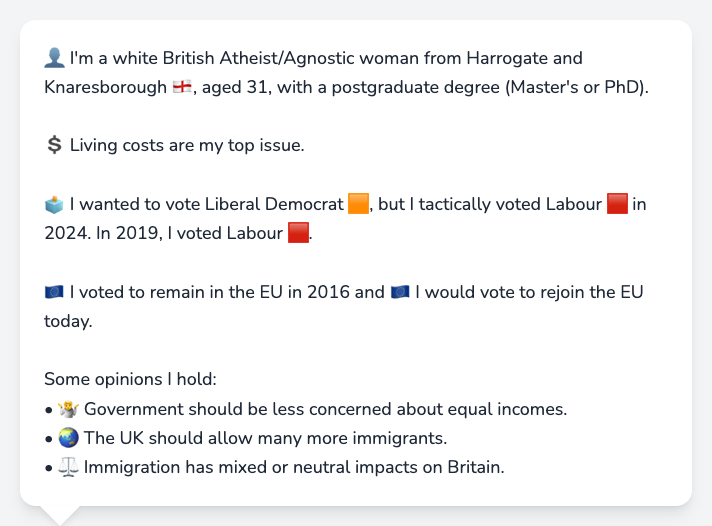 👤 I'm a white British Atheist/Agnostic woman from Harrogate and
Knaresborough 🏴󠁧󠁢󠁥󠁮󠁧󠁿, aged 31, with a postgraduate degree (Master's or PhD).
💲 Living costs are my top issue.
🗳️ I wanted to vote Liberal Democrat 🟧, but I tactically voted Labour 🟥 in
2024. In 2019, I voted Labour 🟥.
🇪🇺 I voted to remain in the EU in 2016 and 🇪🇺 I would vote to rejoin the EU
today.
Some opinions I hold:
• 🤷 Government should be less concerned about equal incomes.
• 🌏 The UK should allow many more immigrants.
• ⚖️ Immigration has mixed or neutral impacts on Britain.